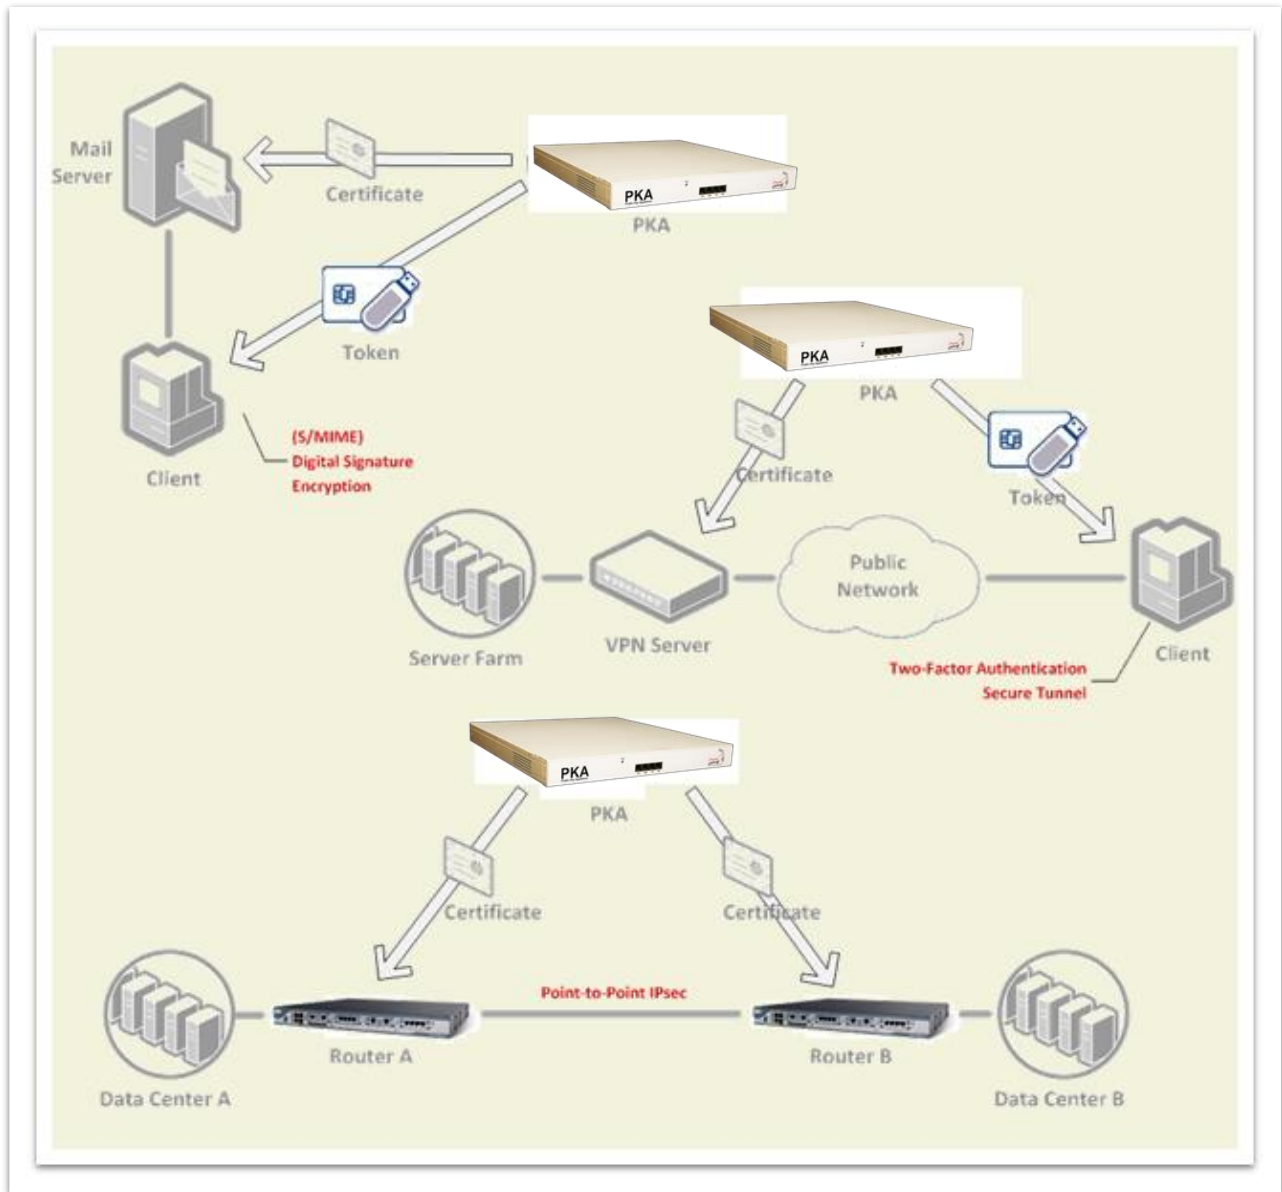 Mail
Server
Certificate
PKA
PKA
Token
Client
(S/MIME)
Digital Signature
Encryption
PKA
PKA
Certificate
Token
Server Farm
VPN Server
Public
Network
Client
Two-Factor Authentication
Secure Tunnel
PKA
PKA
Certificate
Certificate
Point-to-Point IPsec
Router A
Router B
Data Center A
Data Center B